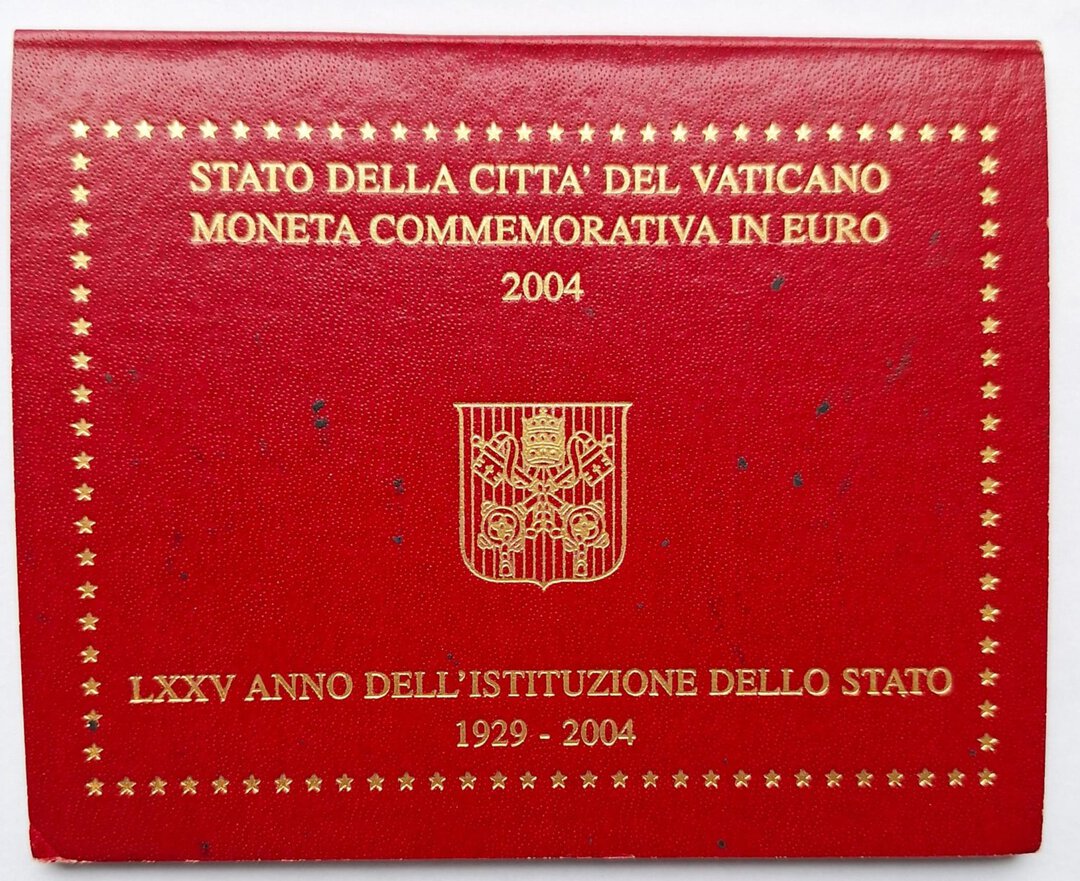 STATO DELLA CITTA' DEL VATICANO
MONETA COMMEMORATIVA IN EURO
2004
LXXV ANNO DELL'ISTITUZIONE DELLO STATO
1929 - 2004